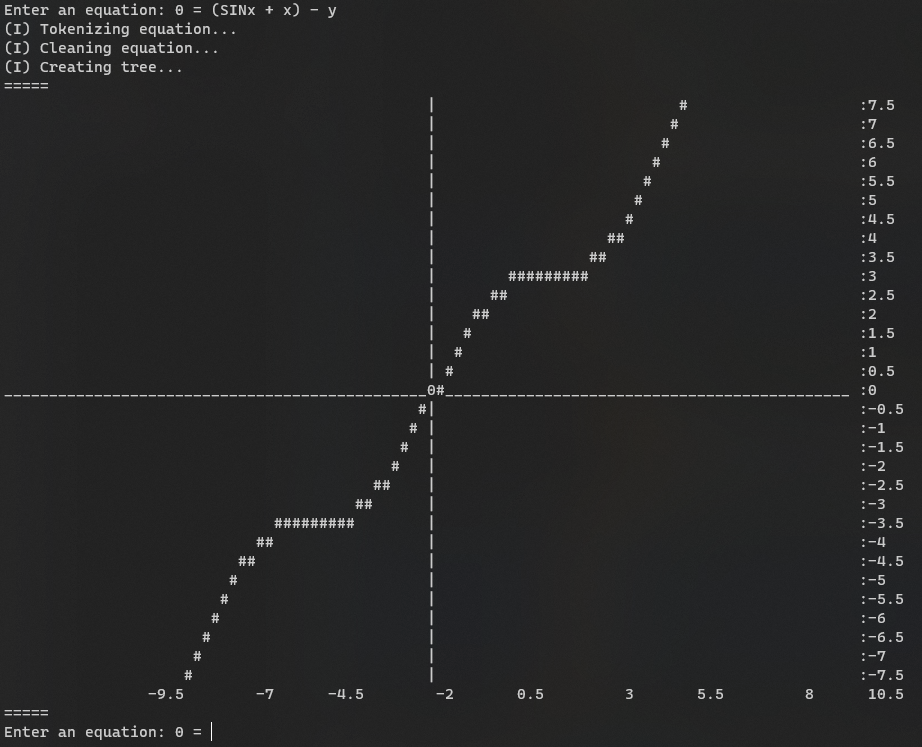 Enter an equation: 0 = (SINx + x) - y
(I) Tokenizing equation...
(I) Cleaning equation...
(I) Creating tree...
=====
| # :7.5
| # :7
| # :6.5
| # :6
| # :5.5
| # :5
| # :4.5
| ## :4
| ## :3.5
| ######### :3
| ## :2.5
| ## :2
| # :1.5
| # :1
| # :0.5
_______________________________________________0#_____________________________________________ :0
#| :-0.5
# | :-1
# | :-1.5
# | :-2
## | :-2.5
## | :-3
######### | :-3.5
## | :-4
## | :-4.5
# | :-5
# | :-5.5
# | :-6
# | :-6.5
# | :-7
# | :-7.5
-9.5 -7 -4.5 -2 0.5 3 5.5 8 10.5
=====
Enter an equation: 0 =